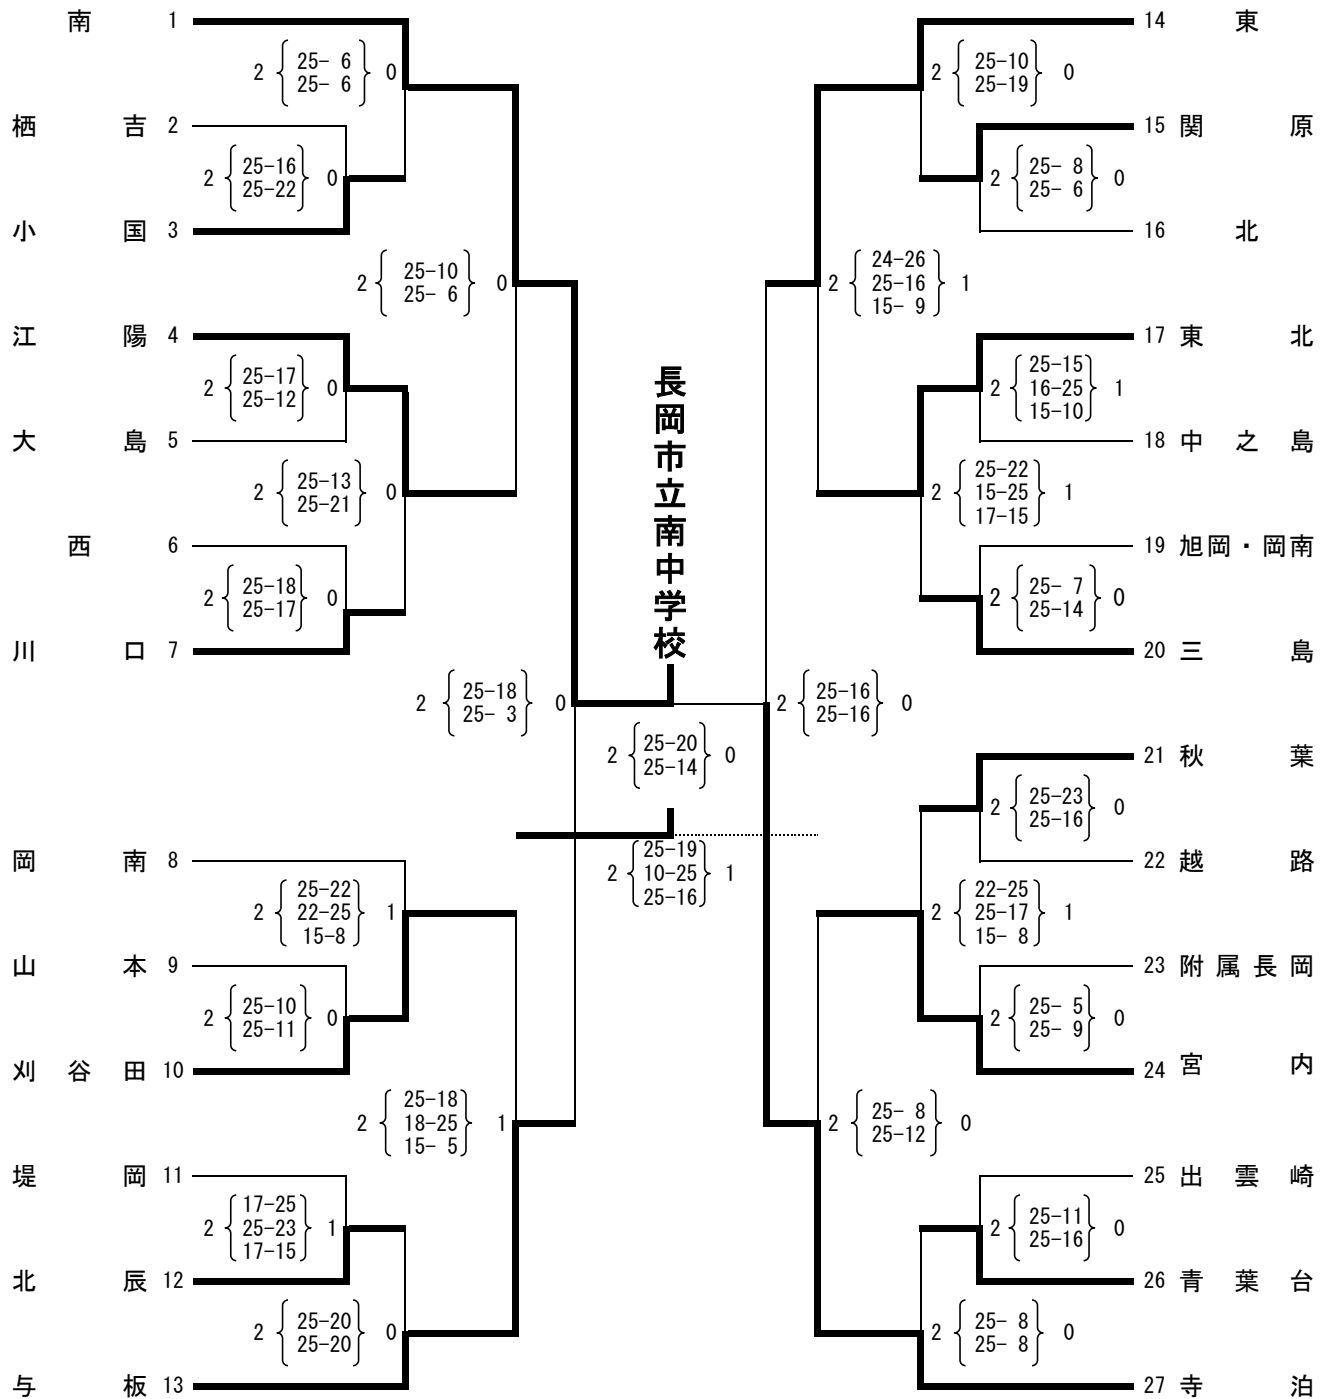 南 1
2 25- 6 0
25- 6
栖吉 2
2 25-16 0
25-22
小国 3
2 25-10 0
25- 6
江陽 4
2 25-17 0
25-12
大島 5
2 25-13 0
25-21
西 6
2 25-18 0
25-17
川口 7
2 25-18 0
25- 3
岡南 8
2 25-22 1
22-25
15-8
山本 9
2 25-10 0
25-11
刈谷田 10
2 25-18 1
18-25
15- 5
堤岡 11
2 17-25 1
25-23
17-15
北辰 12
2 25-20 0
25-20
与板 13
長岡市立南中学校
2 25-20 0
25-14
2 25-19 1
10-25
25-16
14 東
2 25-10 0
25-19
15 関原
2 25- 8 0
25- 6
16 北
2 24-26 1
25-16
15- 9
17 東北
2 25-15 1
16-25
15-10
18 中之島
2 25-22 1
15-25
17-15
19 旭岡・岡南
2 25- 7 0
25-14
20 三島
2 25-16 0
25-16
21 秋葉
2 25-23 0
25-16
22 越路
2 22-25 1
25-17
15- 8
23 附属長岡
2 25- 5 0
25- 9
24 宮内
2 25- 8 0
25-12
25 出雲崎
2 25-11 0
25-16
26 青葉台
2 25- 8 0
25- 8
27 寺泊